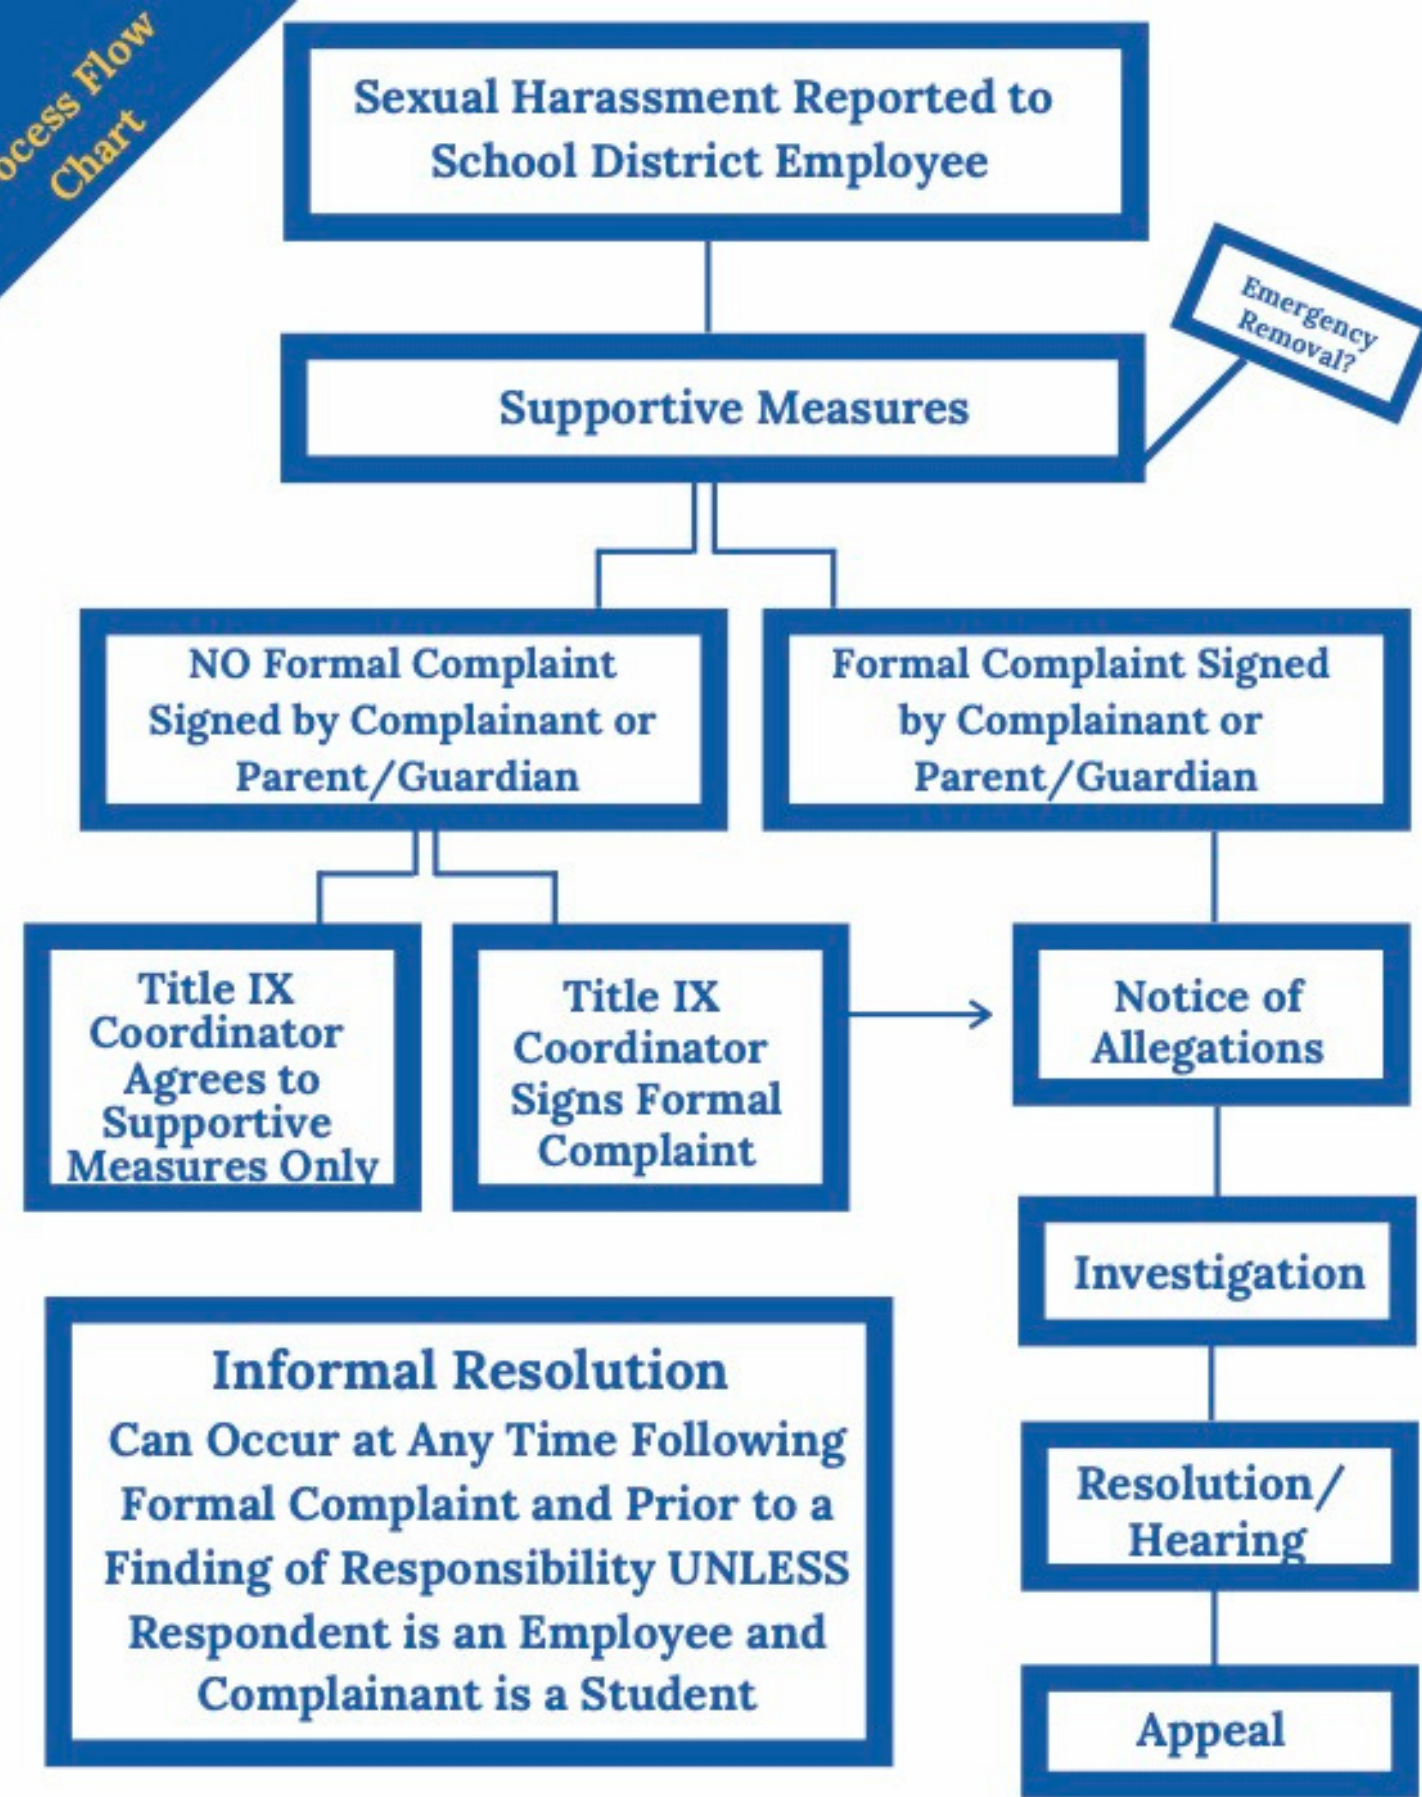 Flow
Chart
Sexual Harassment Reported to
School District Employee
Emergency
Removal?
Supportive Measures
NO Formal Complaint
Signed by Complainant or
Parent/Guardian
Formal Complaint Signed
by Complainant or
Parent/Guardian
Title IX
Coordinator
Agrees to
Supportive
Measures Only
Title IX
Coordinator
Signs Formal
Complaint
Notice of
Allegations
Investigation
Informal Resolution
Can Occur at Any Time Following
Formal Complaint and Prior to a
Finding of Responsibility UNLESS
Respondent is an Employee and
Complainant is a Student
Resolution/
Hearing
Appeal